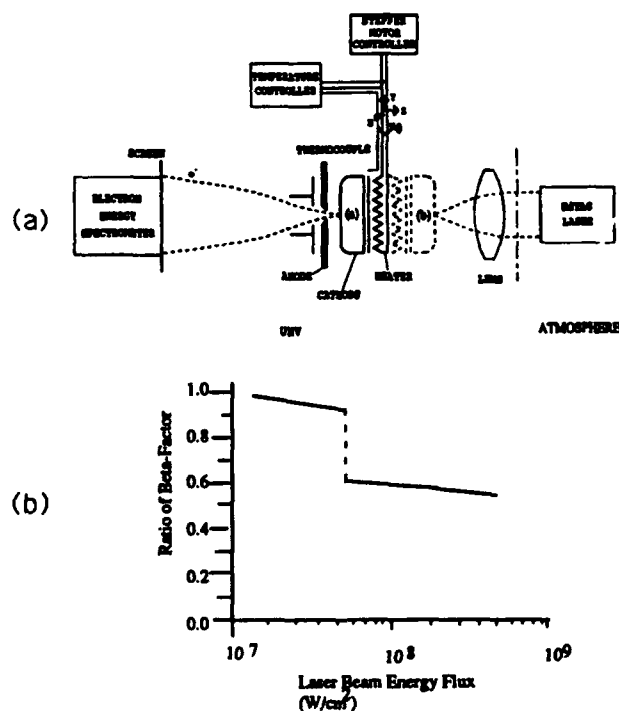 STEPPER
MOTOR
CONTROLLER
TEMPERATURE
CONTROLLER
Y
Z
X
THERMOCOUPLE
SCREEN
(a)
ELECTRON
ENERGY
SPECTROMETER
(a)
(b)
LASER
ANODE
CATHODE
HEATER
LENS
UHV
ATMOSPHERE
(b)
Ratio of Beta-Factor
1.0
0.8
0.6
0.4
0.2
0.0
10⁷
10⁸
10⁹
Laser Beam Energy Flux
(W/cm²)